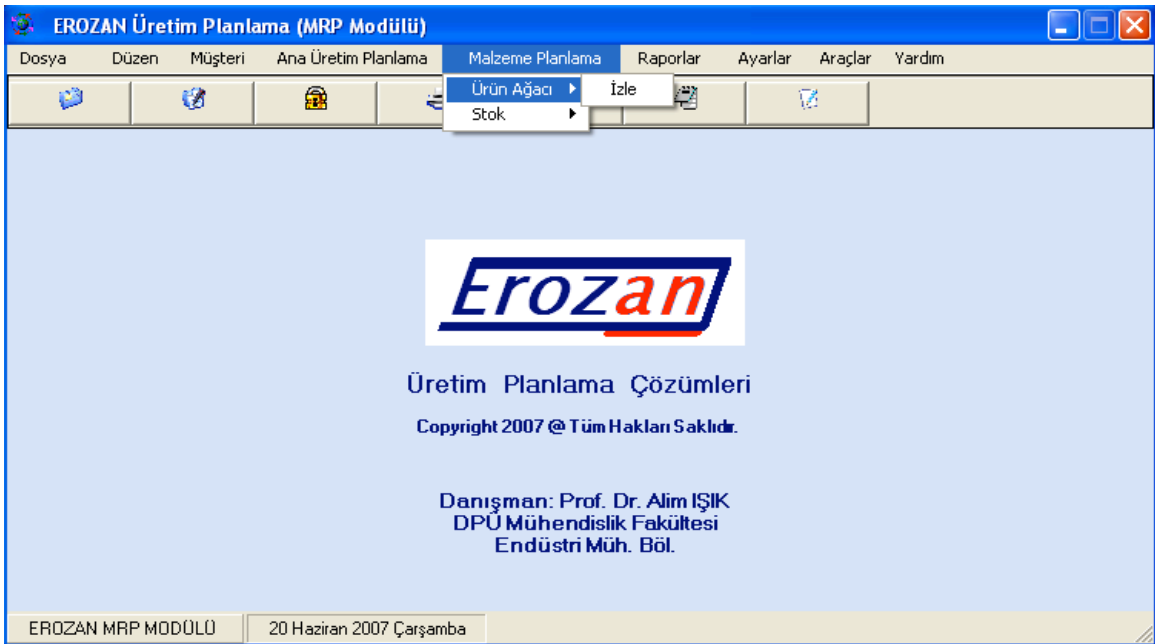 EROZAN Üretim Planlama (MRP Modülü)
Dosya Düzen Müşteri Ana Üretim Planlama Malzeme Planlama Raporlar Ayarlar Araçlar Yardım
Ürün Ağacı İzle
Stok
Erozan
Üretim Planlama Çözümleri
Copyright 2007 @ Tüm Hakları Saklıdır.
Danışman: Prof. Dr. Alim IŞIK
DPÜ Mühendislik Fakültesi
Endüstri Müh. Böl.
EROZAN MRP MODÜLÜ 20 Haziran 2007 Çarşamba